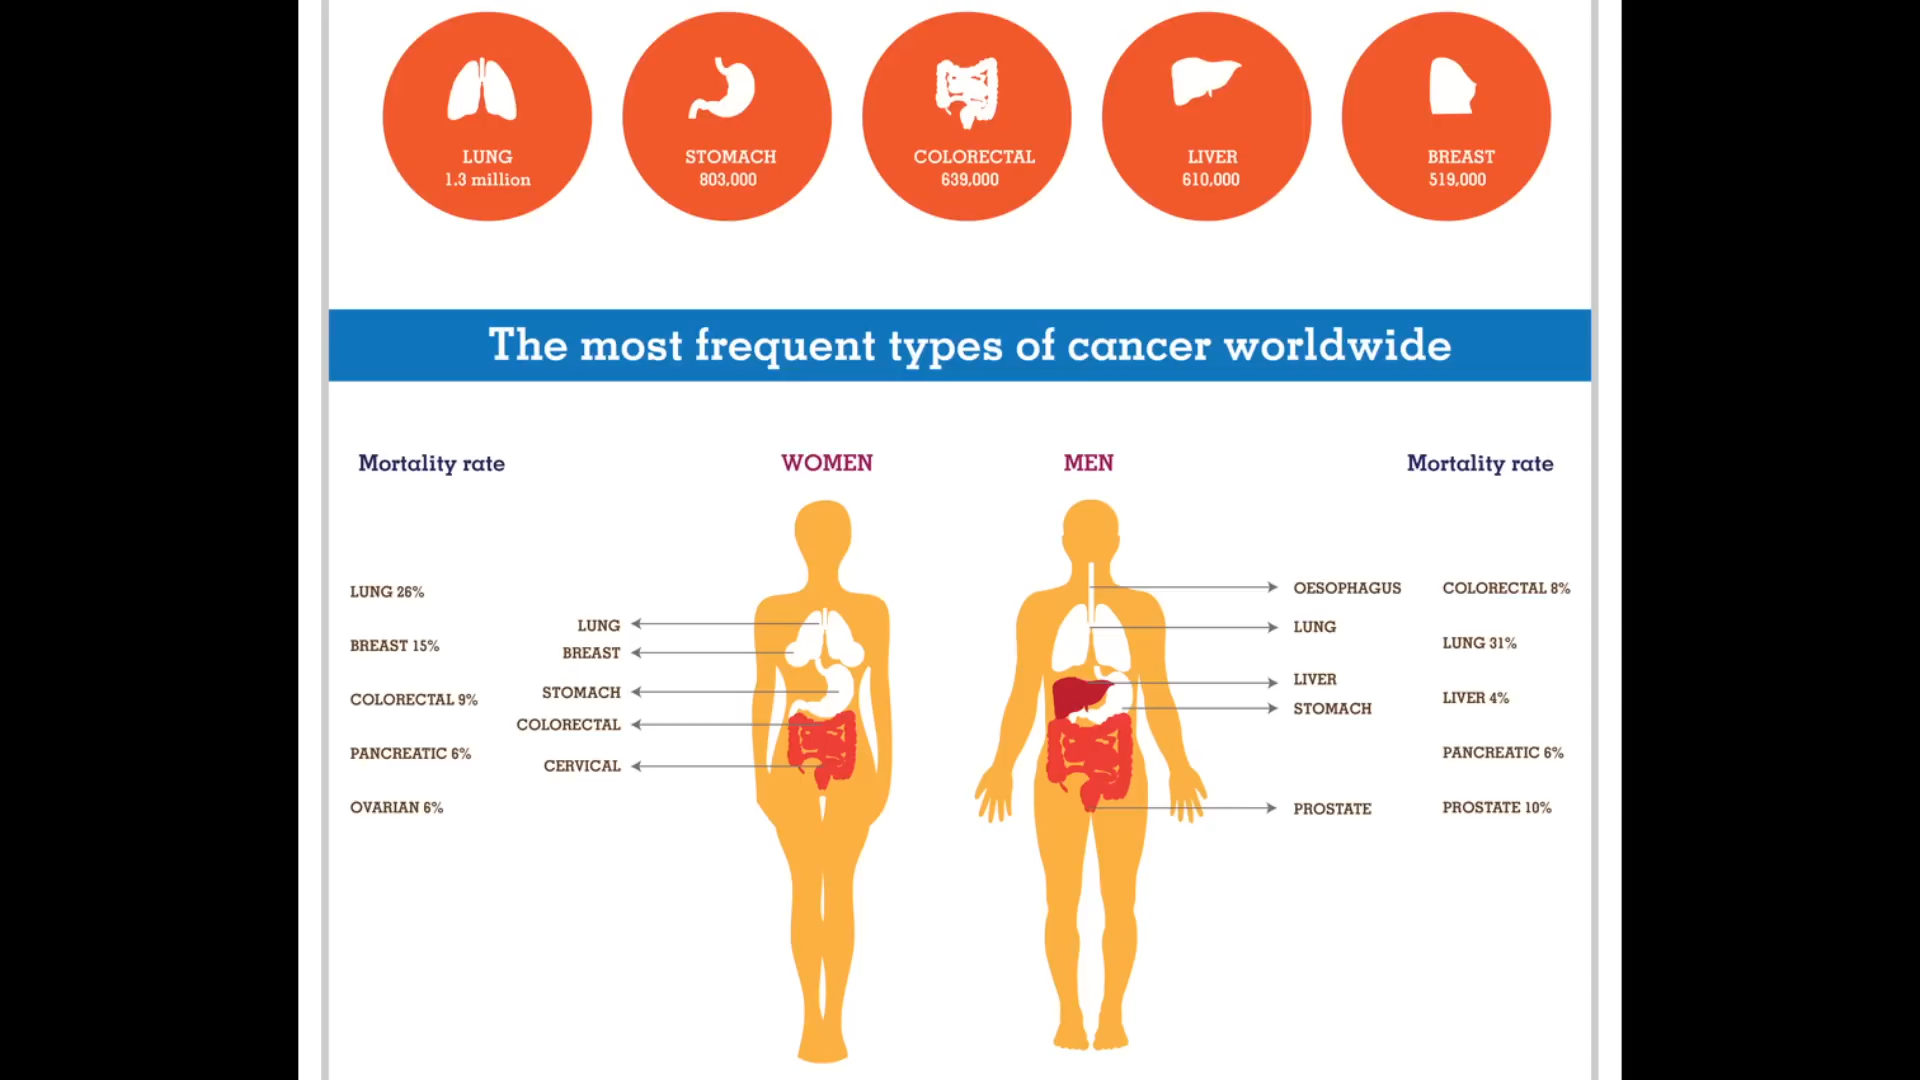 LUNG
1.3 million
STOMACH
803,000
COLORECTAL
639,000
LIVER
610,000
BREAST
519,000
The most frequent types of cancer worldwide
Mortality rate
WOMEN
MEN
Mortality rate
LUNG 26%
BREAST 15%
COLORECTAL 9%
PANCREATIC 6%
OVARIAN 6%
LUNG
BREAST
STOMACH
COLORECTAL
CERVICAL
OESOPHAGUS
LUNG
LIVER
STOMACH
PROSTATE
COLORECTAL 8%
LUNG 31%
LIVER 4%
PANCREATIC 6%
PROSTATE 10%